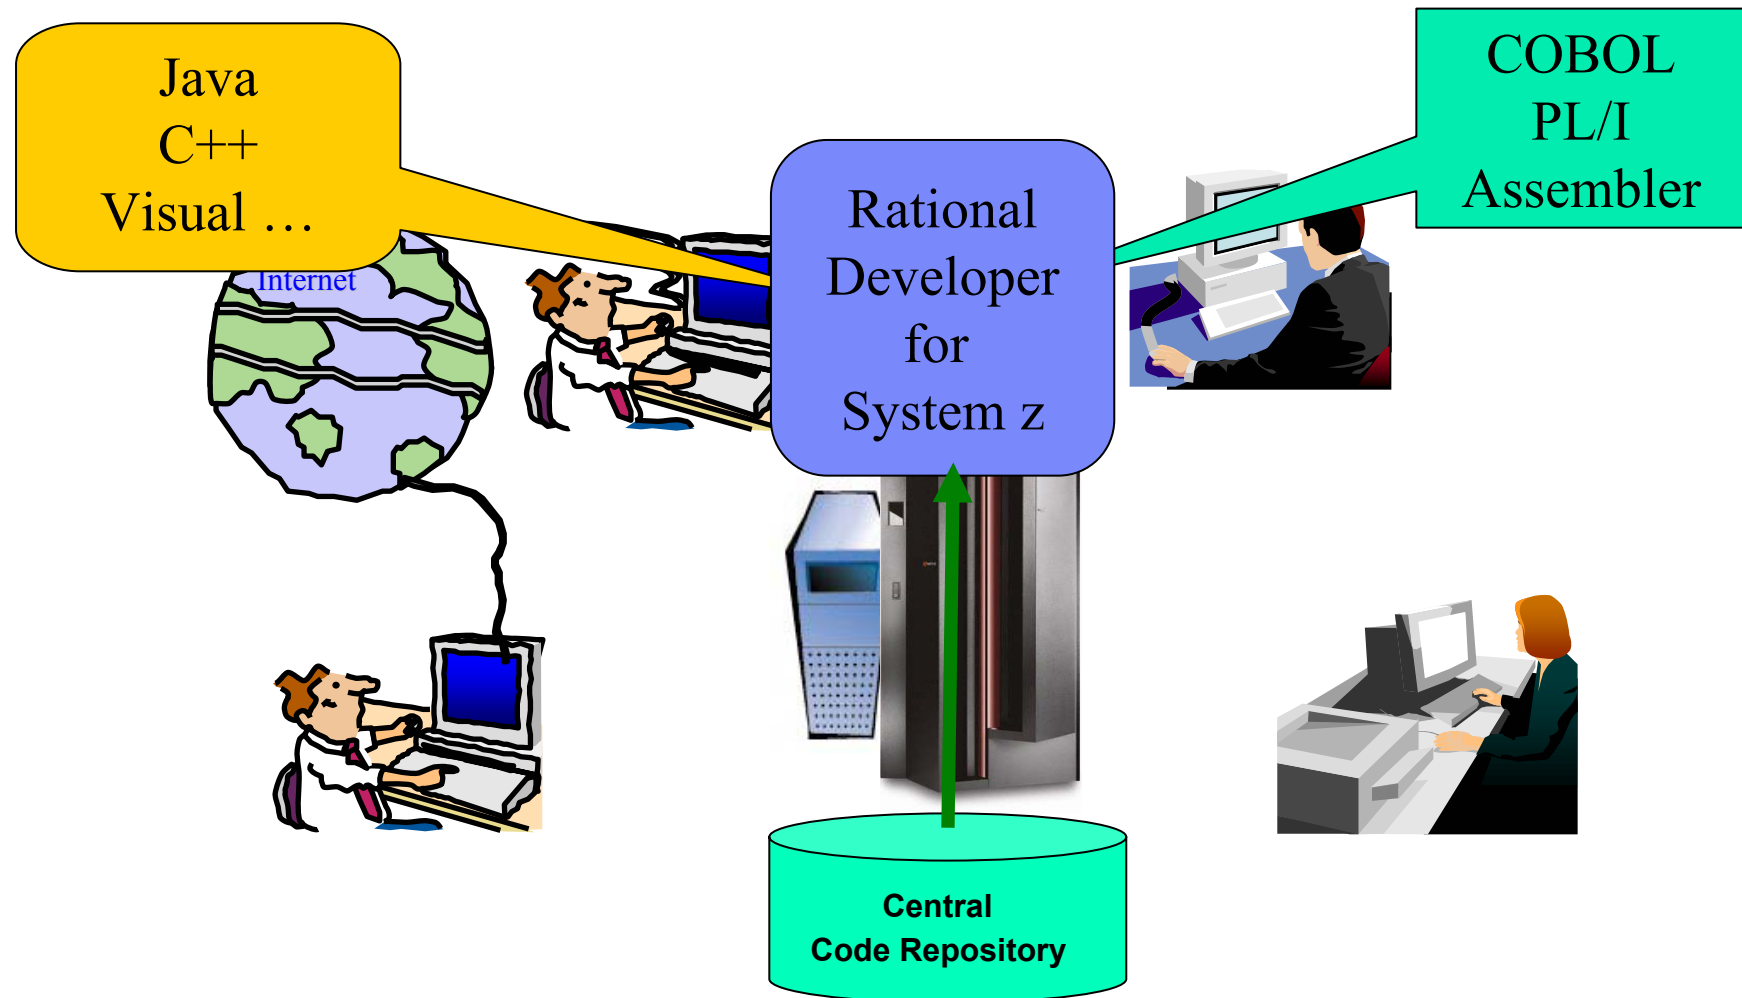 Java
C++
Visual …
Internet
Rational
Developer
for
System z
COBOL
PL/I
Assembler
Central
Code Repository